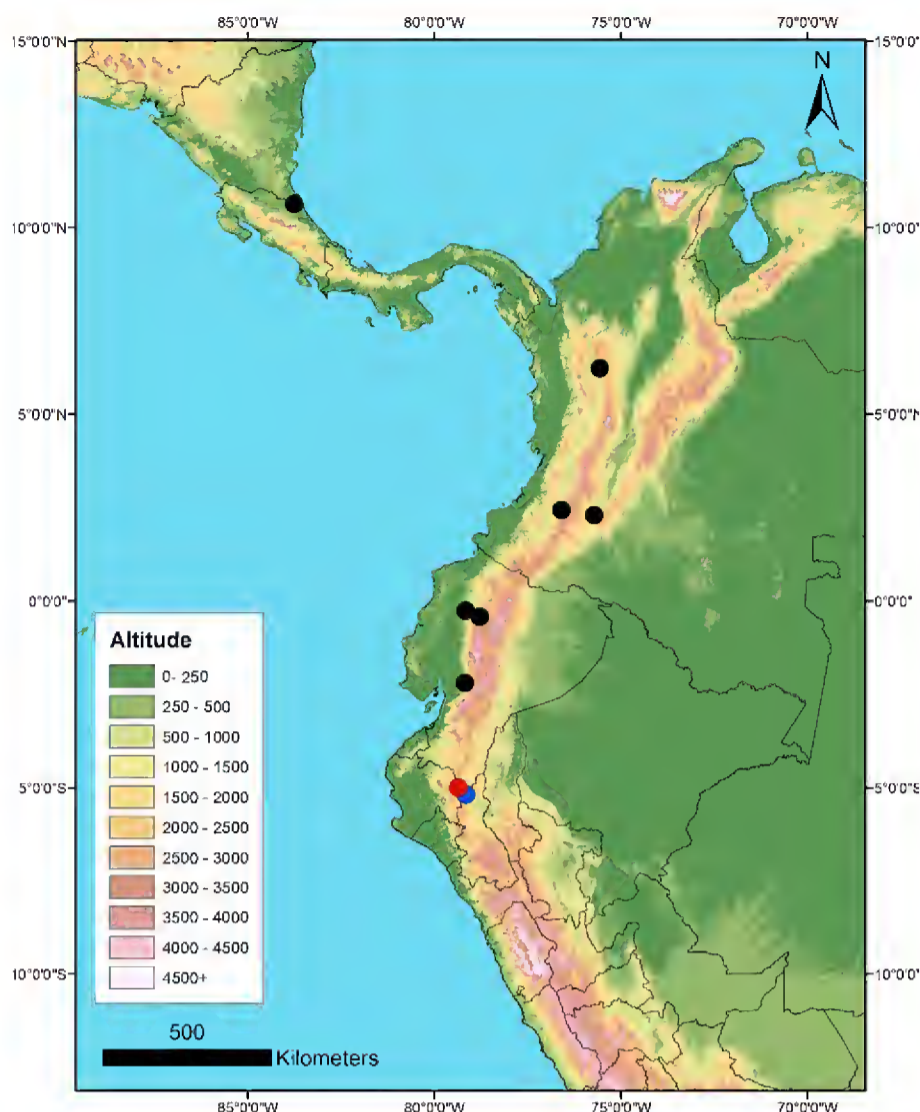 85°0'0"W 80°0'0"W 75°0'0"W 70°0'0"W
15°0'0"N 15°0'0"N
N
10°0'0"N 10°0'0"N
5°0'0"N 5°0'0"N
0°0'0" 0°0'0"
Altitude
0- 250
250 - 500
500 - 1000
1000 - 1500
1500 - 2000
2000 - 2500
2500 - 3000
3000 - 3500
3500 - 4000
4000 - 4500
4500+
5°0'0"S 5°0'0"S
10°0'0"S 10°0'0"S
500
Kilometers
85°0'0"W 80°0'0"W 75°0'0"W 70°0'0"W